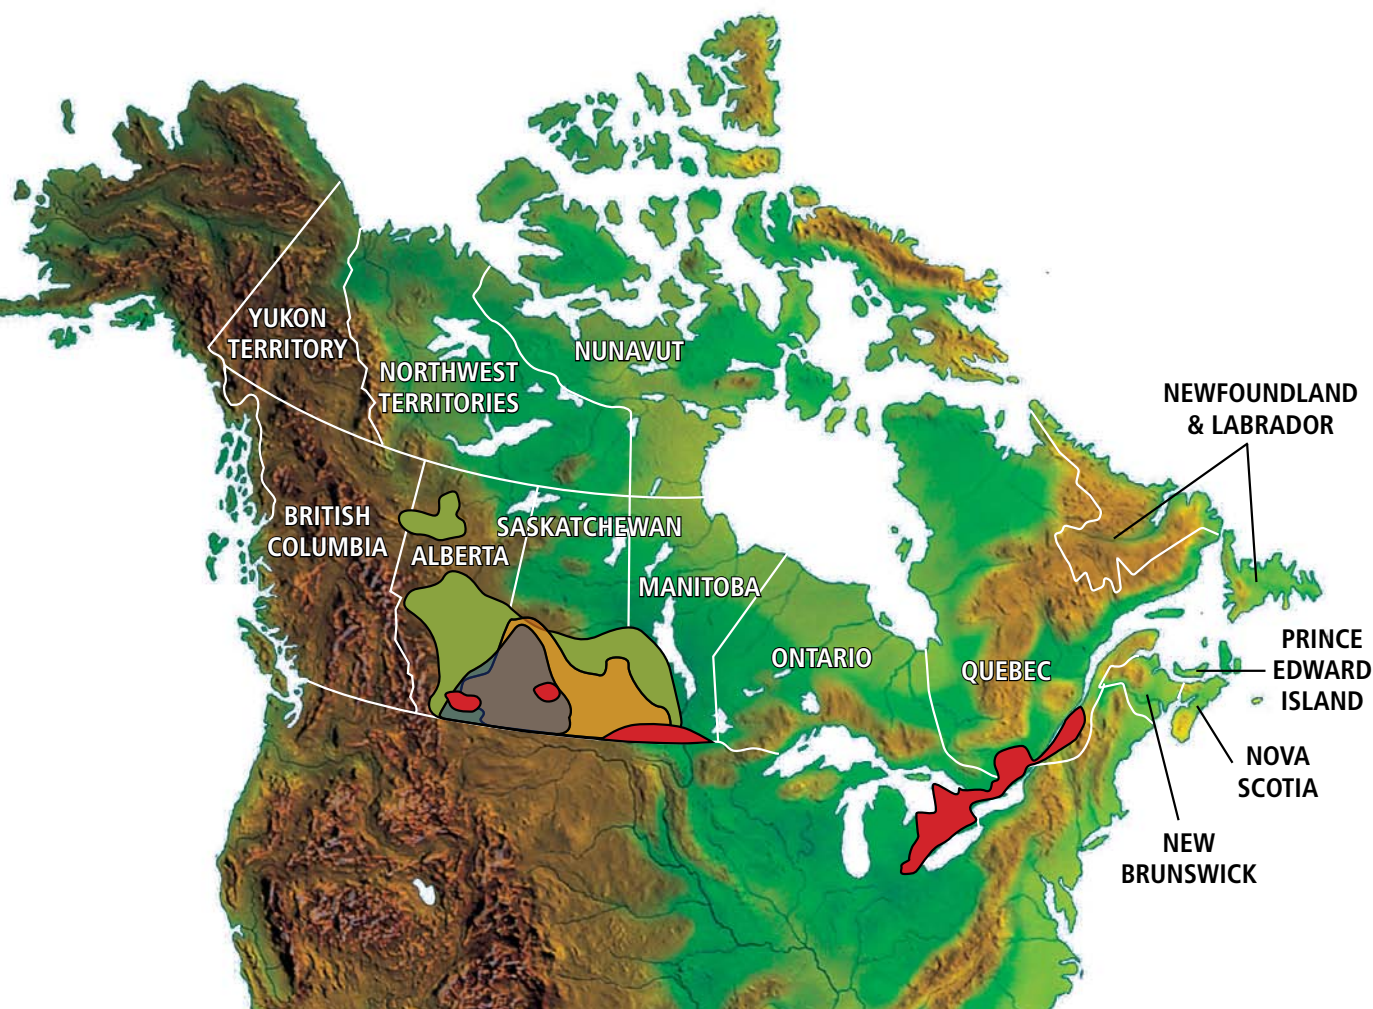 YUKON
TERRITORY
NORTHWEST
TERRITORIES
NUNAVUT
NEWFOUNDLAND
& LABRADOR
BRITISH
COLUMBIA
ALBERTA
SASKATCHEWAN
MANITOBA
ONTARIO
QUEBEC
PRINCE
EDWARD
ISLAND
NOVA
SCOTIA
NEW
BRUNSWICK